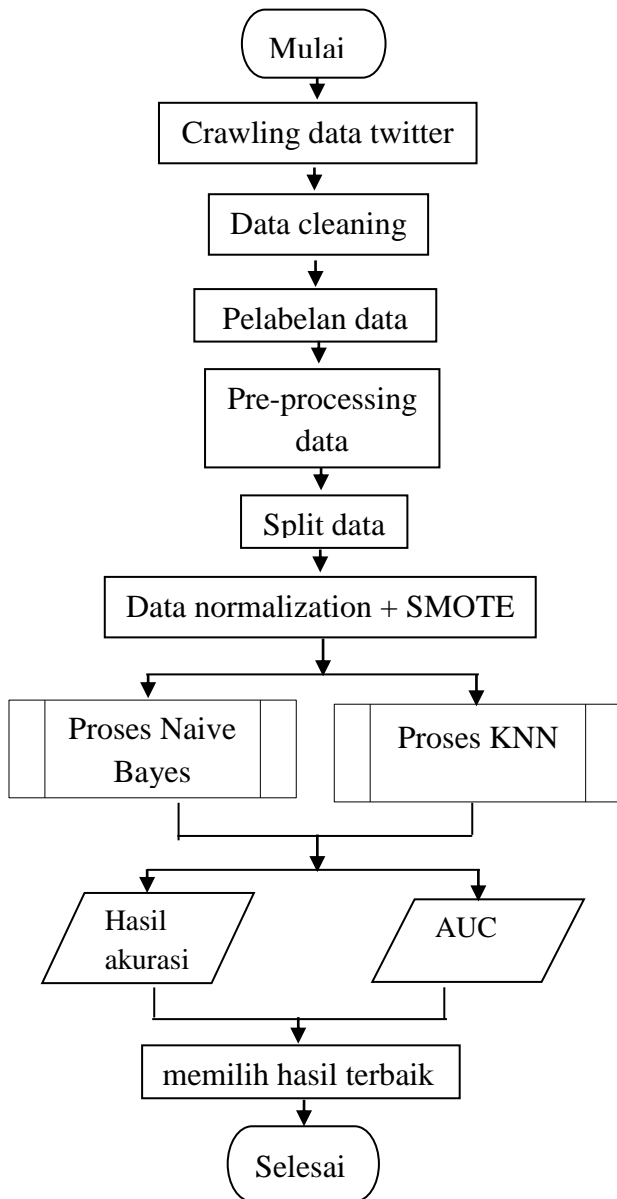 Mulai
Crawling data twitter
Data cleaning
Pelabelan data
Pre-processing
data
Split data
Data normalization + SMOTE
Proses Naive
Bayes
Proses KNN
Hasil
akurasi
AUC
memilih hasil terbaik
Selesai